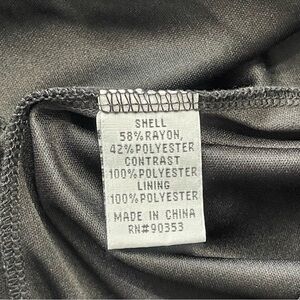 SHELL
58%RAYON,
42%POLYESTER
CONTRAST
100%POLYESTER
LINING
100%POLYESTER
MADE IN CHINA
RN#90353